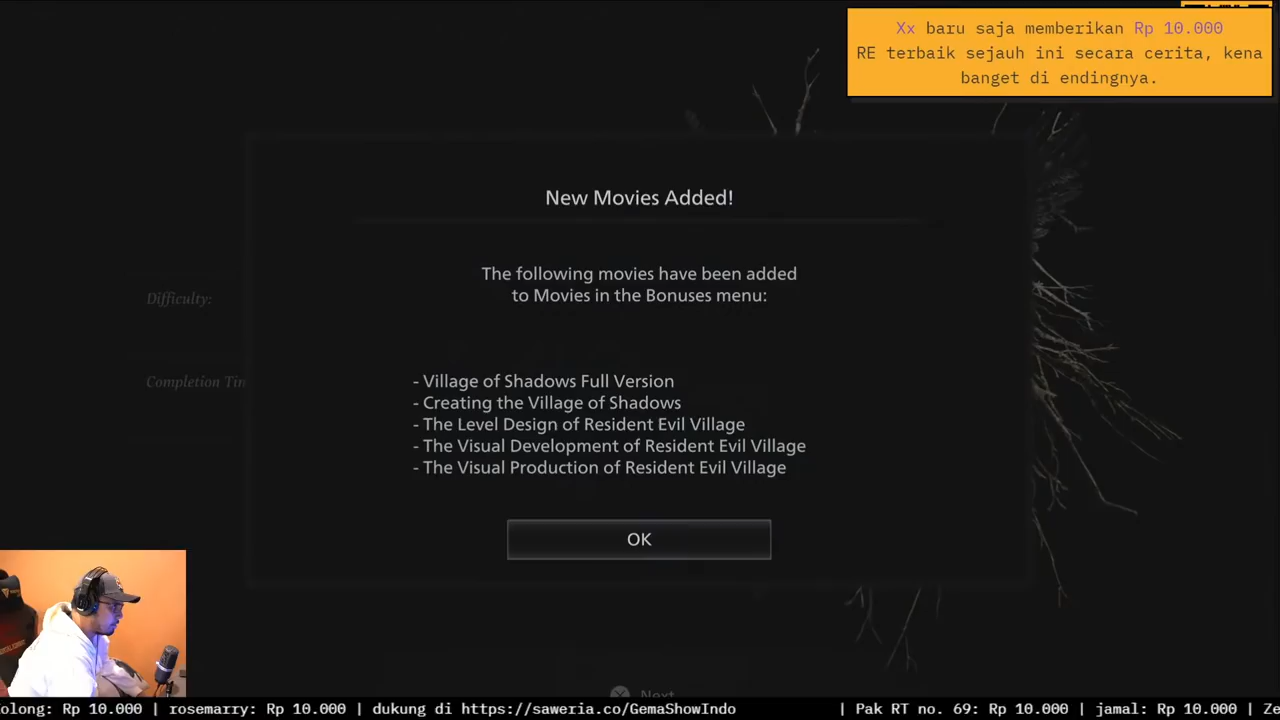 Xx baru saja memberikan Rp 10.000
RE terbaik sejauh ini secara cerita, kena
banget di endingnya.
New Movies Added!
The following movies have been added
to Movies in the Bonuses menu:
Difficulty:
- Village of Shadows Full Version
Completion Tim
- Creating the Village of Shadows
- The Level Design of Resident Evil Village
- The Visual Development of Resident Evil Village
- The Visual Production of Resident Evil Village
OK
Next
olong: Rp 10.000 | rosemarry: Rp 10.000 | dukung di https://saweria.co/GemaShowIndo | Pak RT no. 69: Rp 10.000 | jamal: Rp 10.000 | Ze